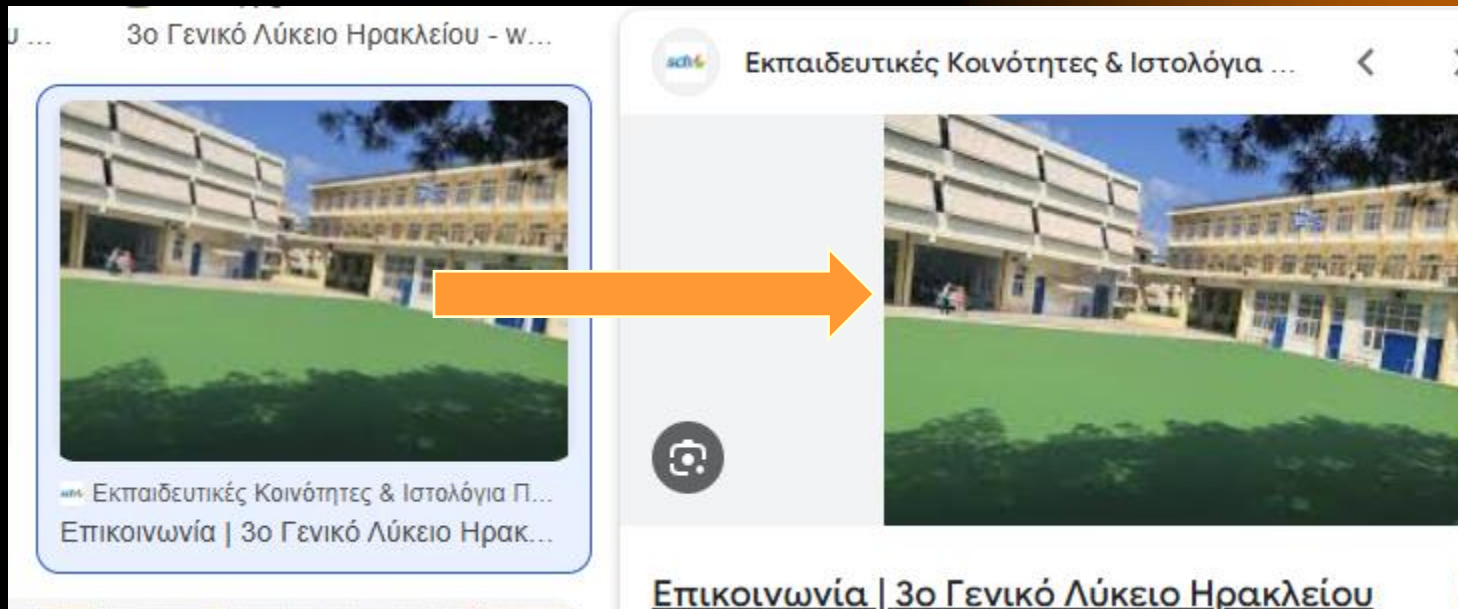 3ο Γενικό Λύκειο Ηρακλείου - w...
Εκπαιδευτικές Κοινότητες & Ιστολόγια Π...
Επικοινωνία | 3ο Γενικό Λύκειο Ηρακ...
sch
Εκπαιδευτικές Κοινότητες & Ιστολόγια ...
Επικοινωνία | 3ο Γενικό Λύκειο Ηρακλείου